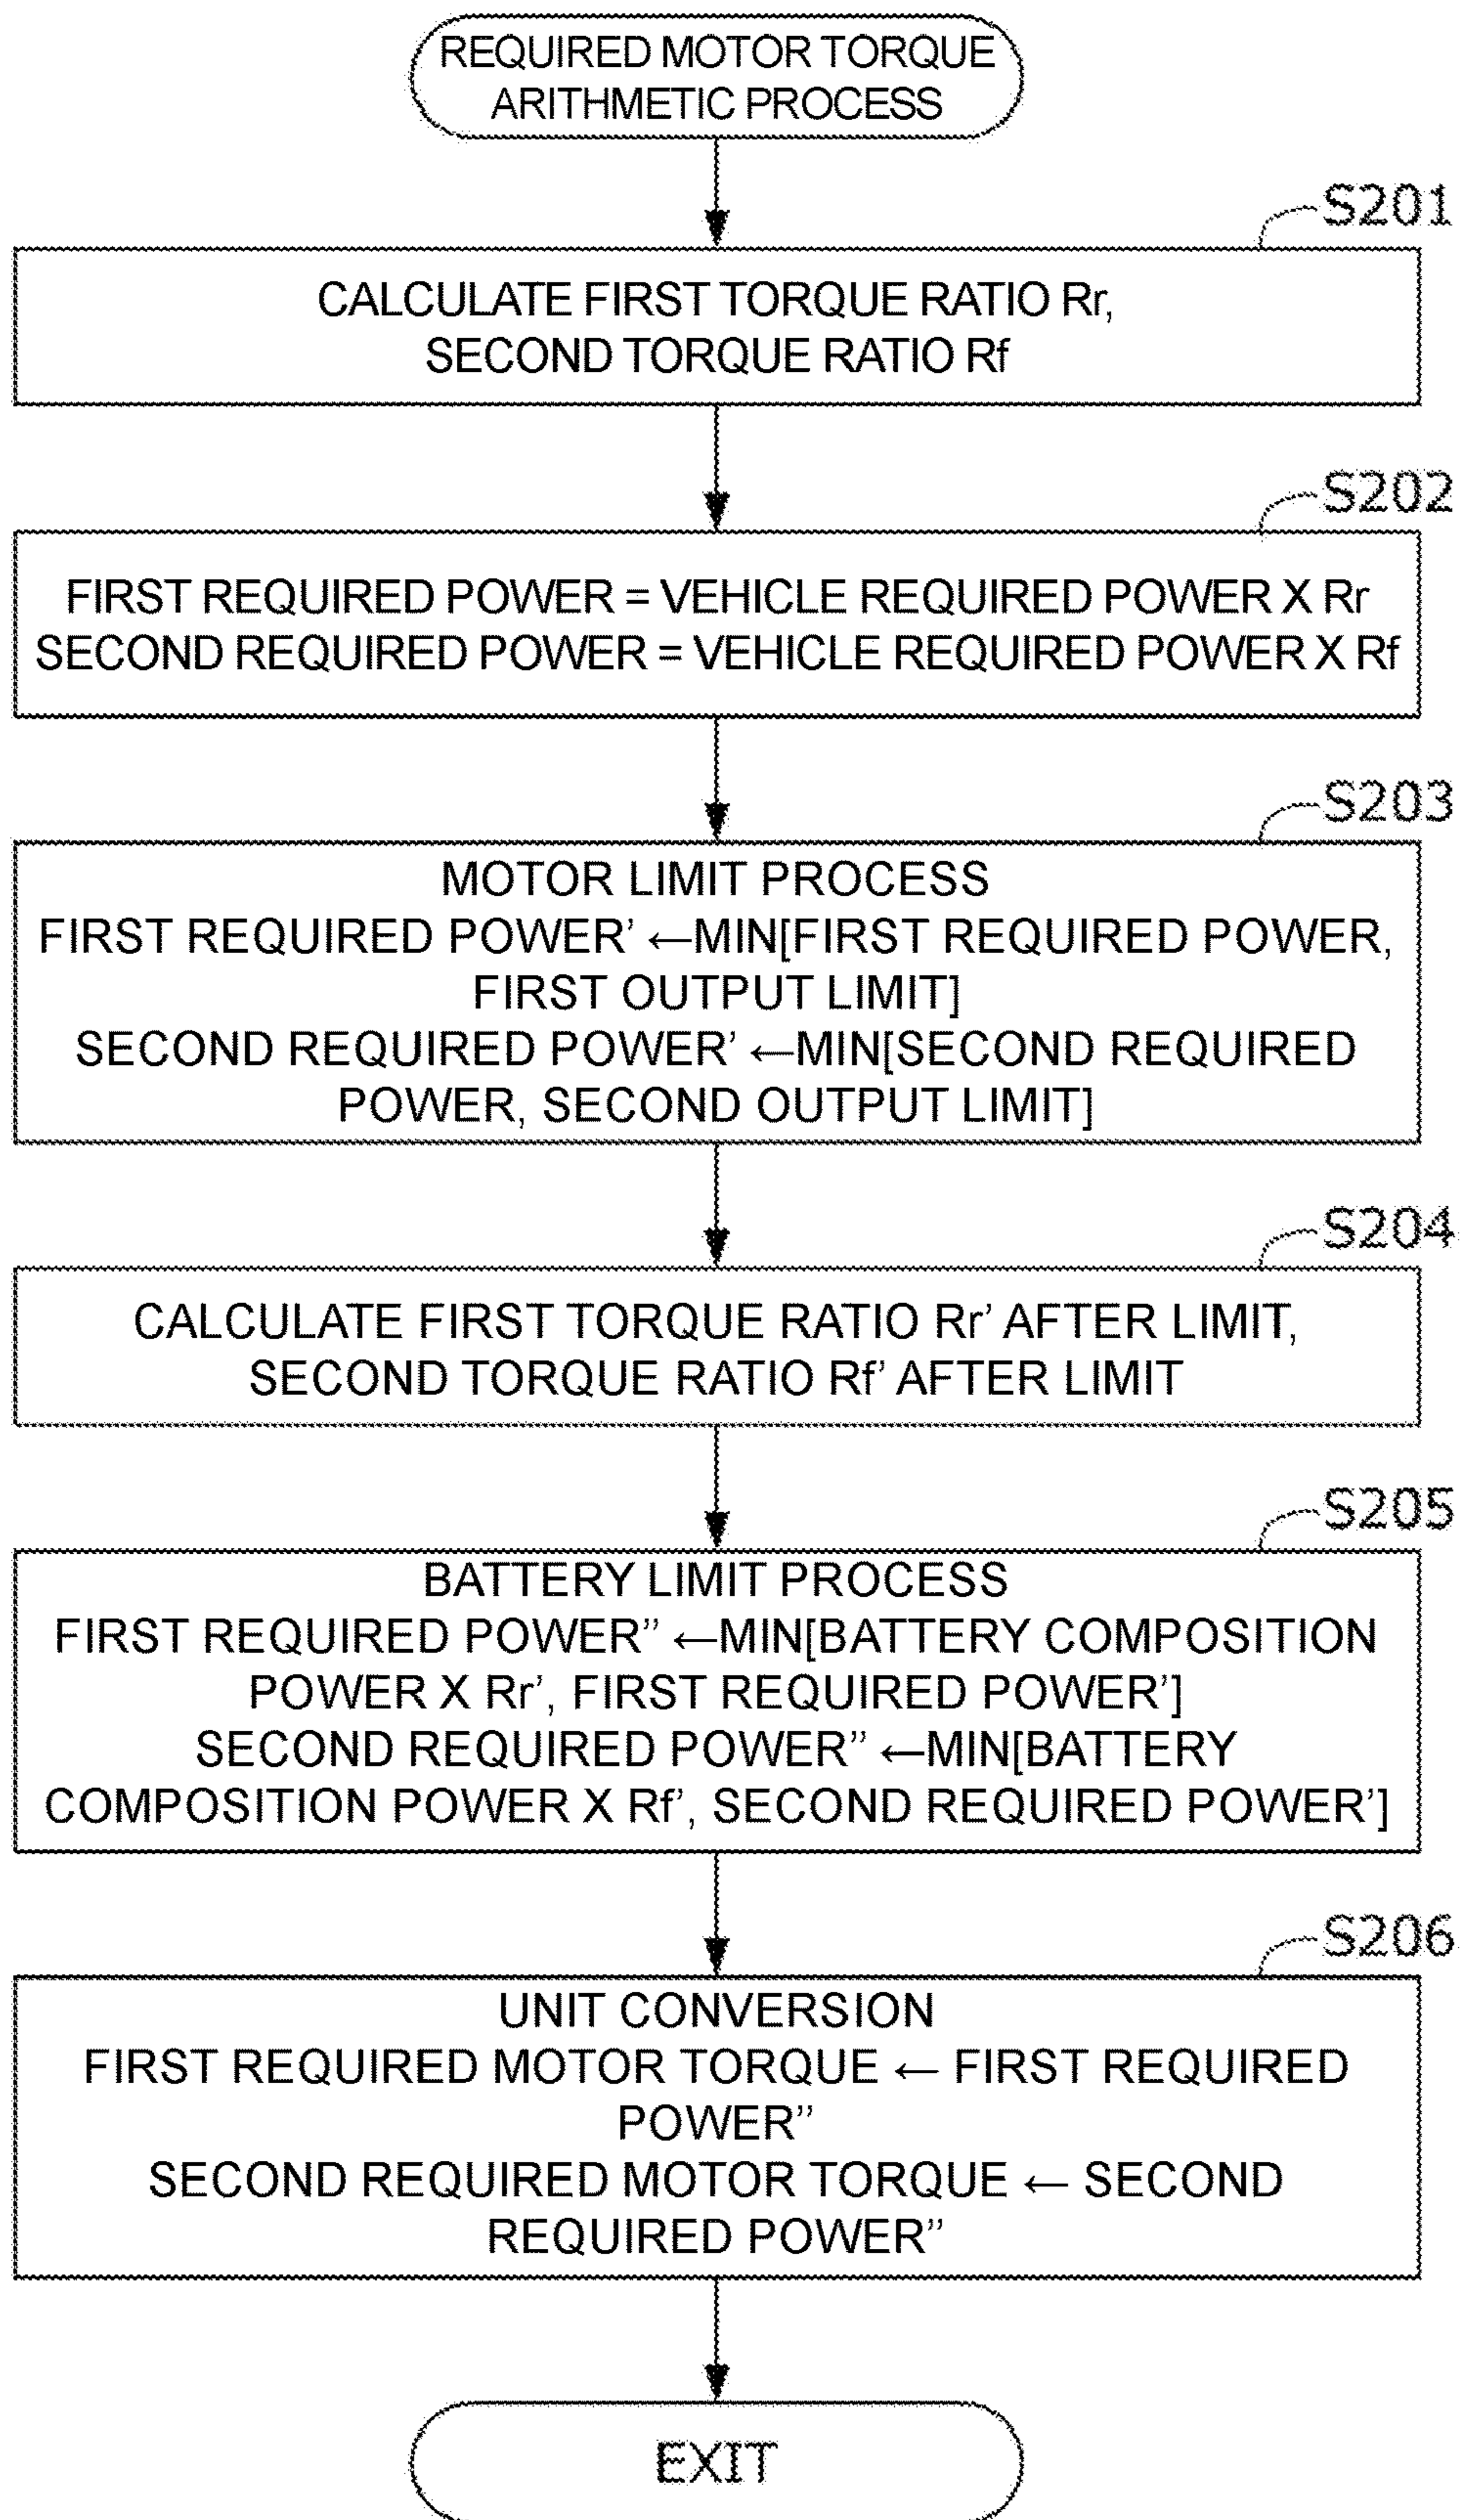 REQUIRED MOTOR TORQUE
ARITHMETIC PROCESS
S201
CALCULATE FIRST TORQUE RATIO Rr,
SECOND TORQUE RATIO Rf
S202
FIRST REQUIRED POWER = VEHICLE REQUIRED POWER X Rr
SECOND REQUIRED POWER = VEHICLE REQUIRED POWER X Rf
S203
MOTOR LIMIT PROCESS
FIRST REQUIRED POWER’ ←MIN[FIRST REQUIRED POWER,
FIRST OUTPUT LIMIT]
SECOND REQUIRED POWER’ ←MIN[SECOND REQUIRED
POWER, SECOND OUTPUT LIMIT]
S204
CALCULATE FIRST TORQUE RATIO Rr’ AFTER LIMIT,
SECOND TORQUE RATIO Rf’ AFTER LIMIT
S205
BATTERY LIMIT PROCESS
FIRST REQUIRED POWER” ←MIN[BATTERY COMPOSITION
POWER X Rr’, FIRST REQUIRED POWER’]
SECOND REQUIRED POWER” ←MIN[BATTERY
COMPOSITION POWER X Rf’, SECOND REQUIRED POWER’]
S206
UNIT CONVERSION
FIRST REQUIRED MOTOR TORQUE ← FIRST REQUIRED
POWER”
SECOND REQUIRED MOTOR TORQUE ← SECOND
REQUIRED POWER”
EXIT